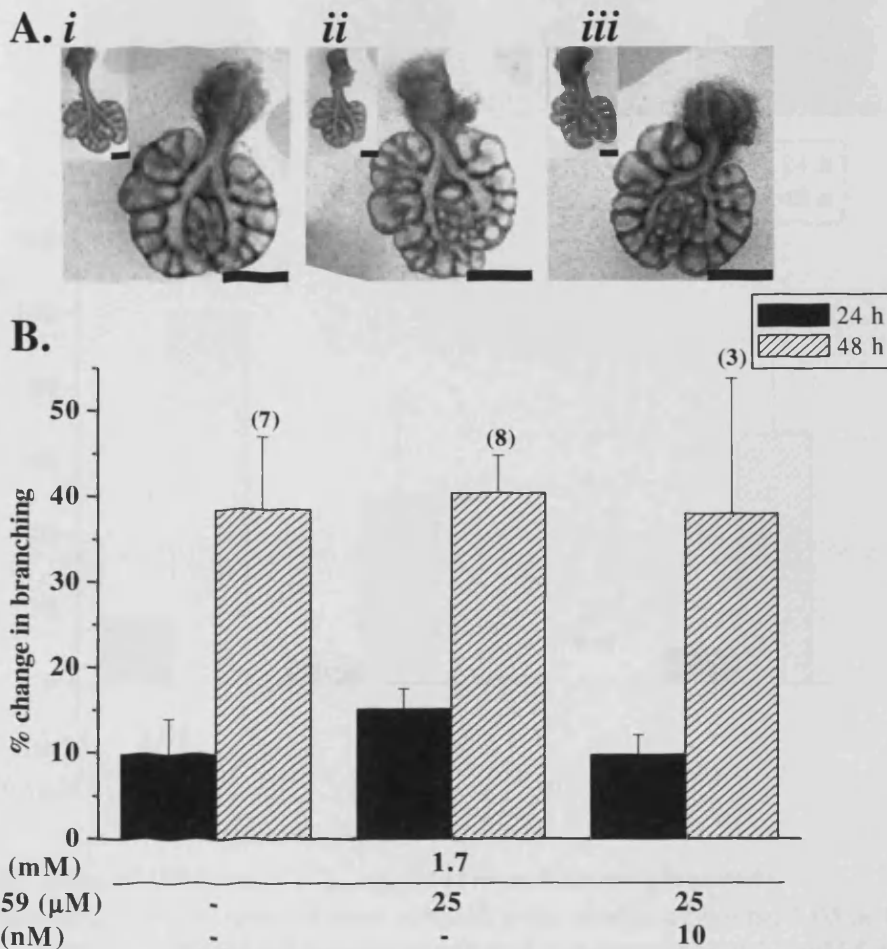 A. i ii iii
24 h
48 h
B.
(7)
(8)
(3)
% change in branching
50
40
30
20
10
0
(mM) 1.7
59 (µM) - 25 25
(nM) - - 10